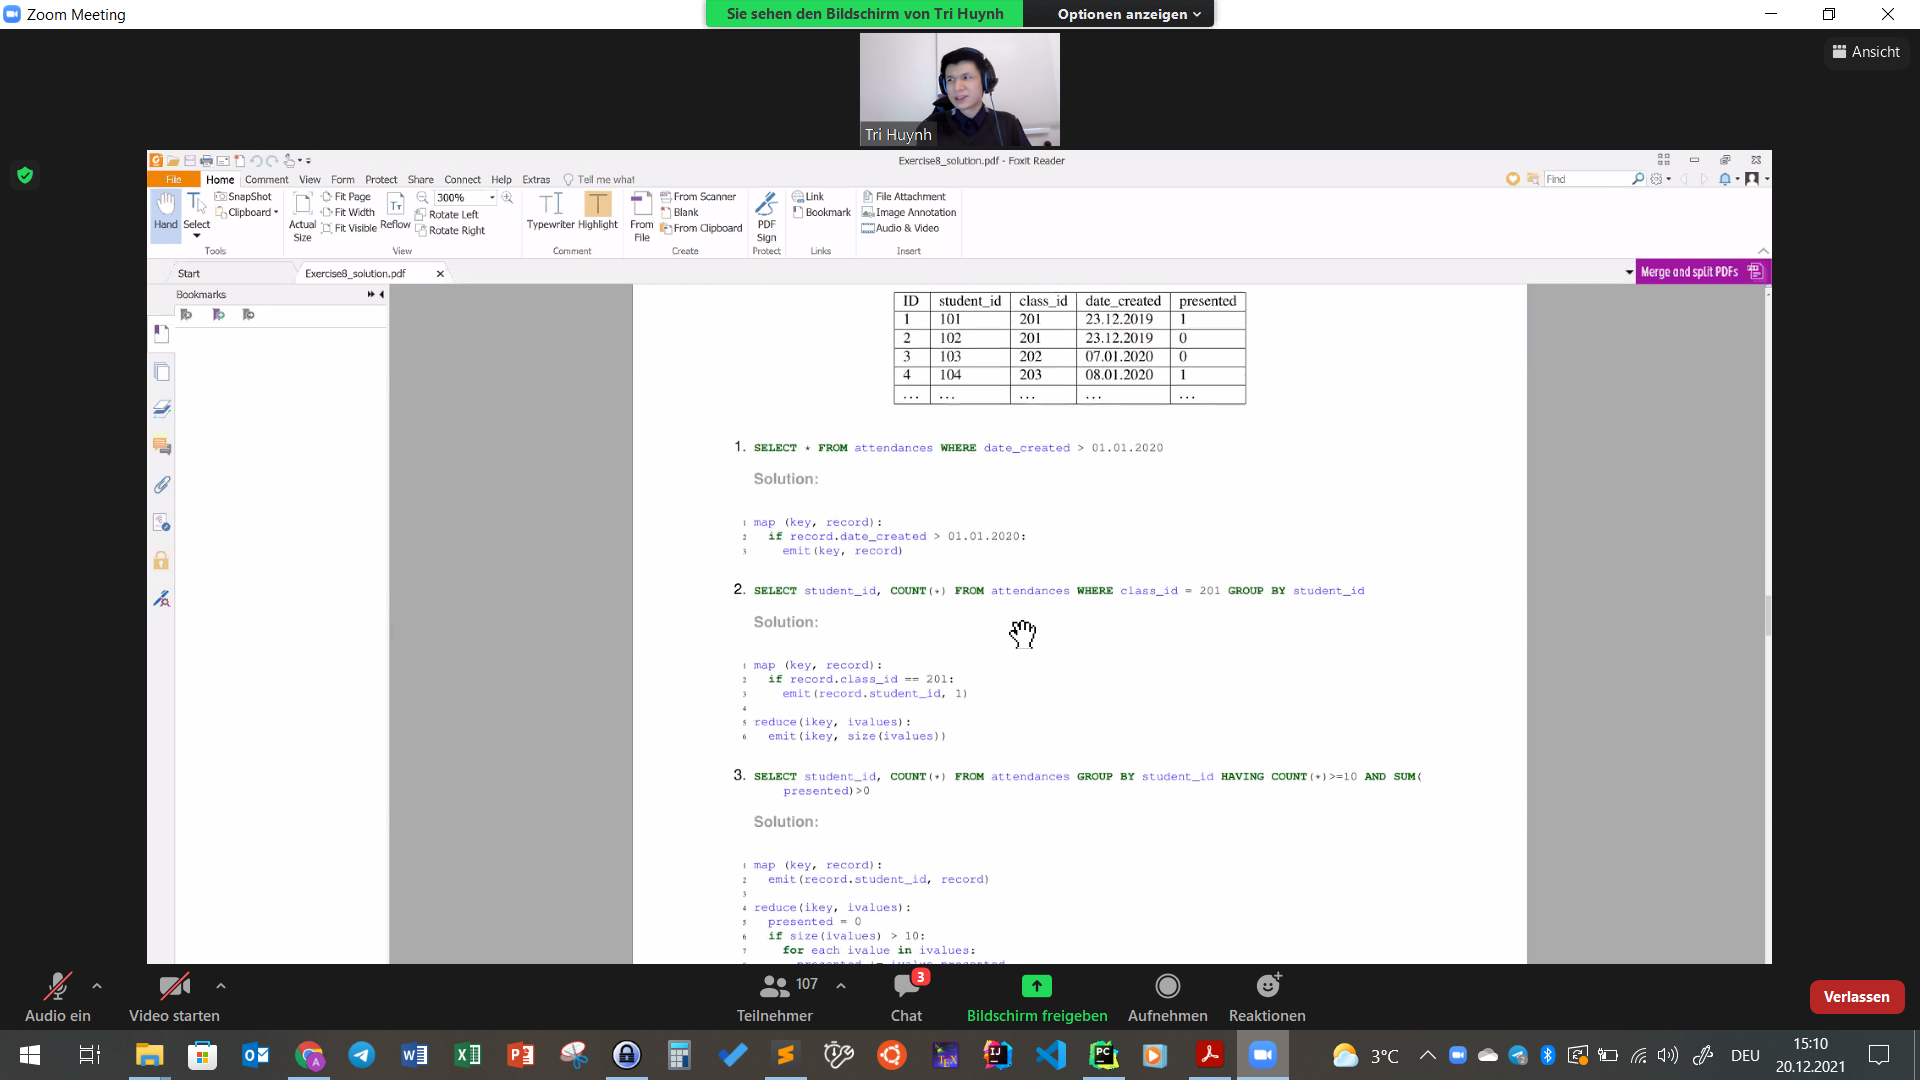 Zoom Meeting
Sie sehen den Bildschirm von Tri Huynh
Optionen anzeigen
Ansicht
Tri Huynh
Exercise8_solution.pdf - Foxit Reader
File Home Comment View Form Protect Share Connect Help Extras Tell me what
Find
Hand
Select
SnapShot
Clipboard
Tools
Actual Size
Fit Page
Fit Width
Fit Visible
Reflow
300%
Rotate Left
Rotate Right
View
Typewriter
Highlight
Comment
From File
From Scanner
Blank
From Clipboard
Create
PDF Sign
Protect
Link
Bookmark
Links
File Attachment
Image Annotation
Audio & Video
Insert
Start
Exercise8_solution.pdf
Merge and split PDFs
Bookmarks
ID student_id class_id date_created presented
1 101 201 23.12.2019 1
2 102 201 23.12.2019 0
3 103 202 07.01.2020 0
4 104 203 08.01.2020 1
... ... ... ... ...
1. SELECT * FROM attendances WHERE date_created > 01.01.2020
Solution:
1 map (key, record):
2 if record.date_created > 01.01.2020:
3 emit(key, record)
2. SELECT student_id, COUNT(*) FROM attendances WHERE class_id = 201 GROUP BY student_id
Solution:
1 map (key, record):
2 if record.class_id == 201:
3 emit(record.student_id, 1)
4
5 reduce(ikey, ivalues):
6 emit(ikey, size(ivalues))
3. SELECT student_id, COUNT(*) FROM attendances GROUP BY student_id HAVING COUNT(*)>=10 AND SUM(
presented)>0
Solution:
1 map (key, record):
2 emit(record.student_id, record)
3
4 reduce(ikey, ivalues):
5 presented = 0
6 if size(ivalues) > 10:
7 for each ivalue in ivalues:
Audio ein
Video starten
107
Teilnehmer
3
Chat
Bildschirm freigeben
Aufnehmen
Reaktionen
Verlassen
3°C
DEU
15:10
20.12.2021